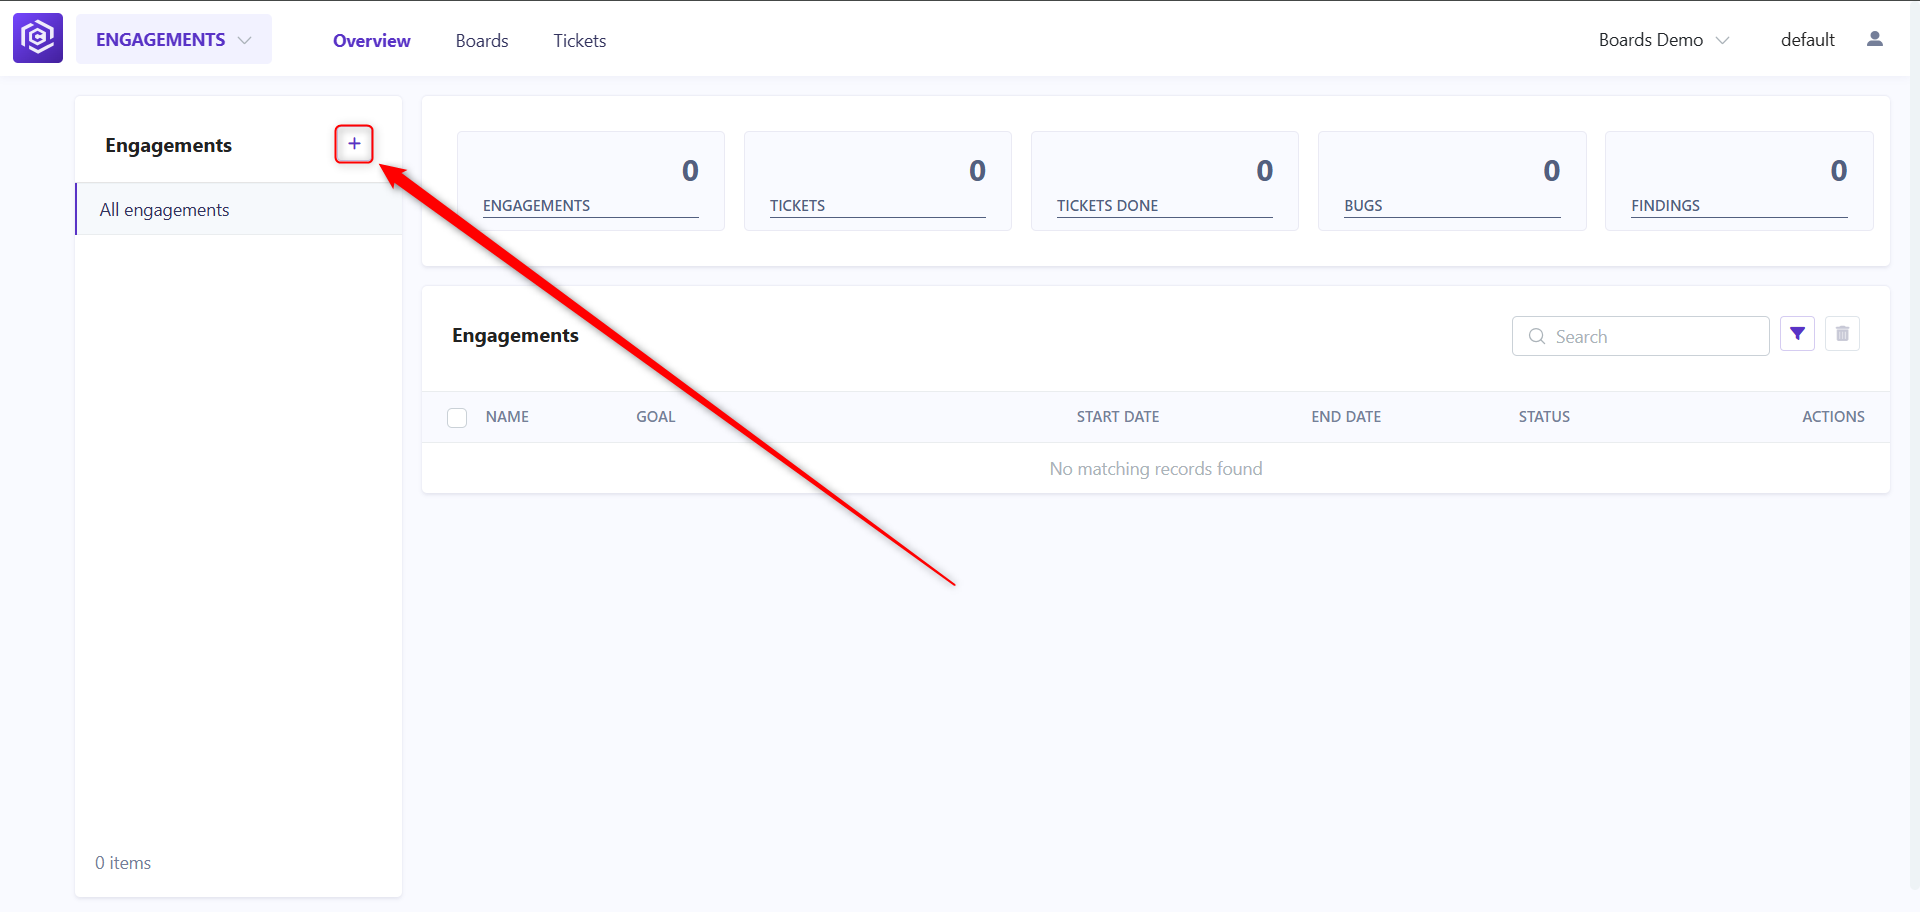 ENGAGEMENTS
Overview
Boards
Tickets
Boards Demo
default
Engagements
+
All engagements
0 items
0
ENGAGEMENTS
0
TICKETS
0
TICKETS DONE
0
BUGS
0
FINDINGS
Engagements
Search
NAME
GOAL
START DATE
END DATE
STATUS
ACTIONS
No matching records found